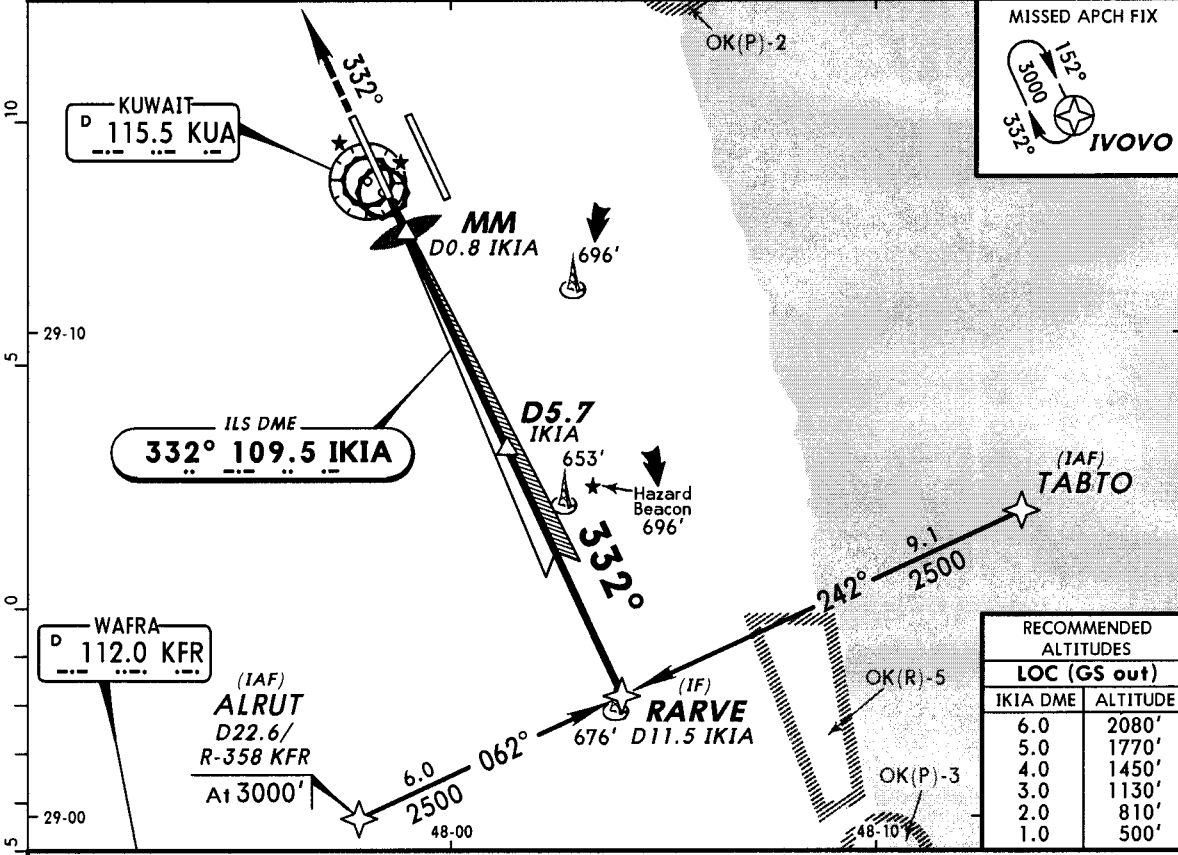 MISSED APCH FIX
152°
3000
332°
IVOVO
OK(P)-2
332°
10
KUWAIT
D 115.5 KUA
MM
D0.8 IKIA
696'
29-10
5
D5.7
IKIA
ILS DME
332° 109.5 IKIA
653'
Hazard
Beacon
696'
(IAF)
TABTO
332°
9.1
2500
242°
0
WAFRA
D 112.0 KFR
(IAF)
ALRUT
D22.6/
R-358 KFR
At 3000'
(IF)
RARVE
D11.5 IKIA
676'
OK(R)-5
6.0
062°
2500
OK(P)-3
29-00
48-00
48-10
5
RECOMMENDED
ALTITUDES
LOC (GS out)
IKIA DME ALTITUDE
6.0 2080'
5.0 1770'
4.0 1450'
3.0 1130'
2.0 810'
1.0 500'